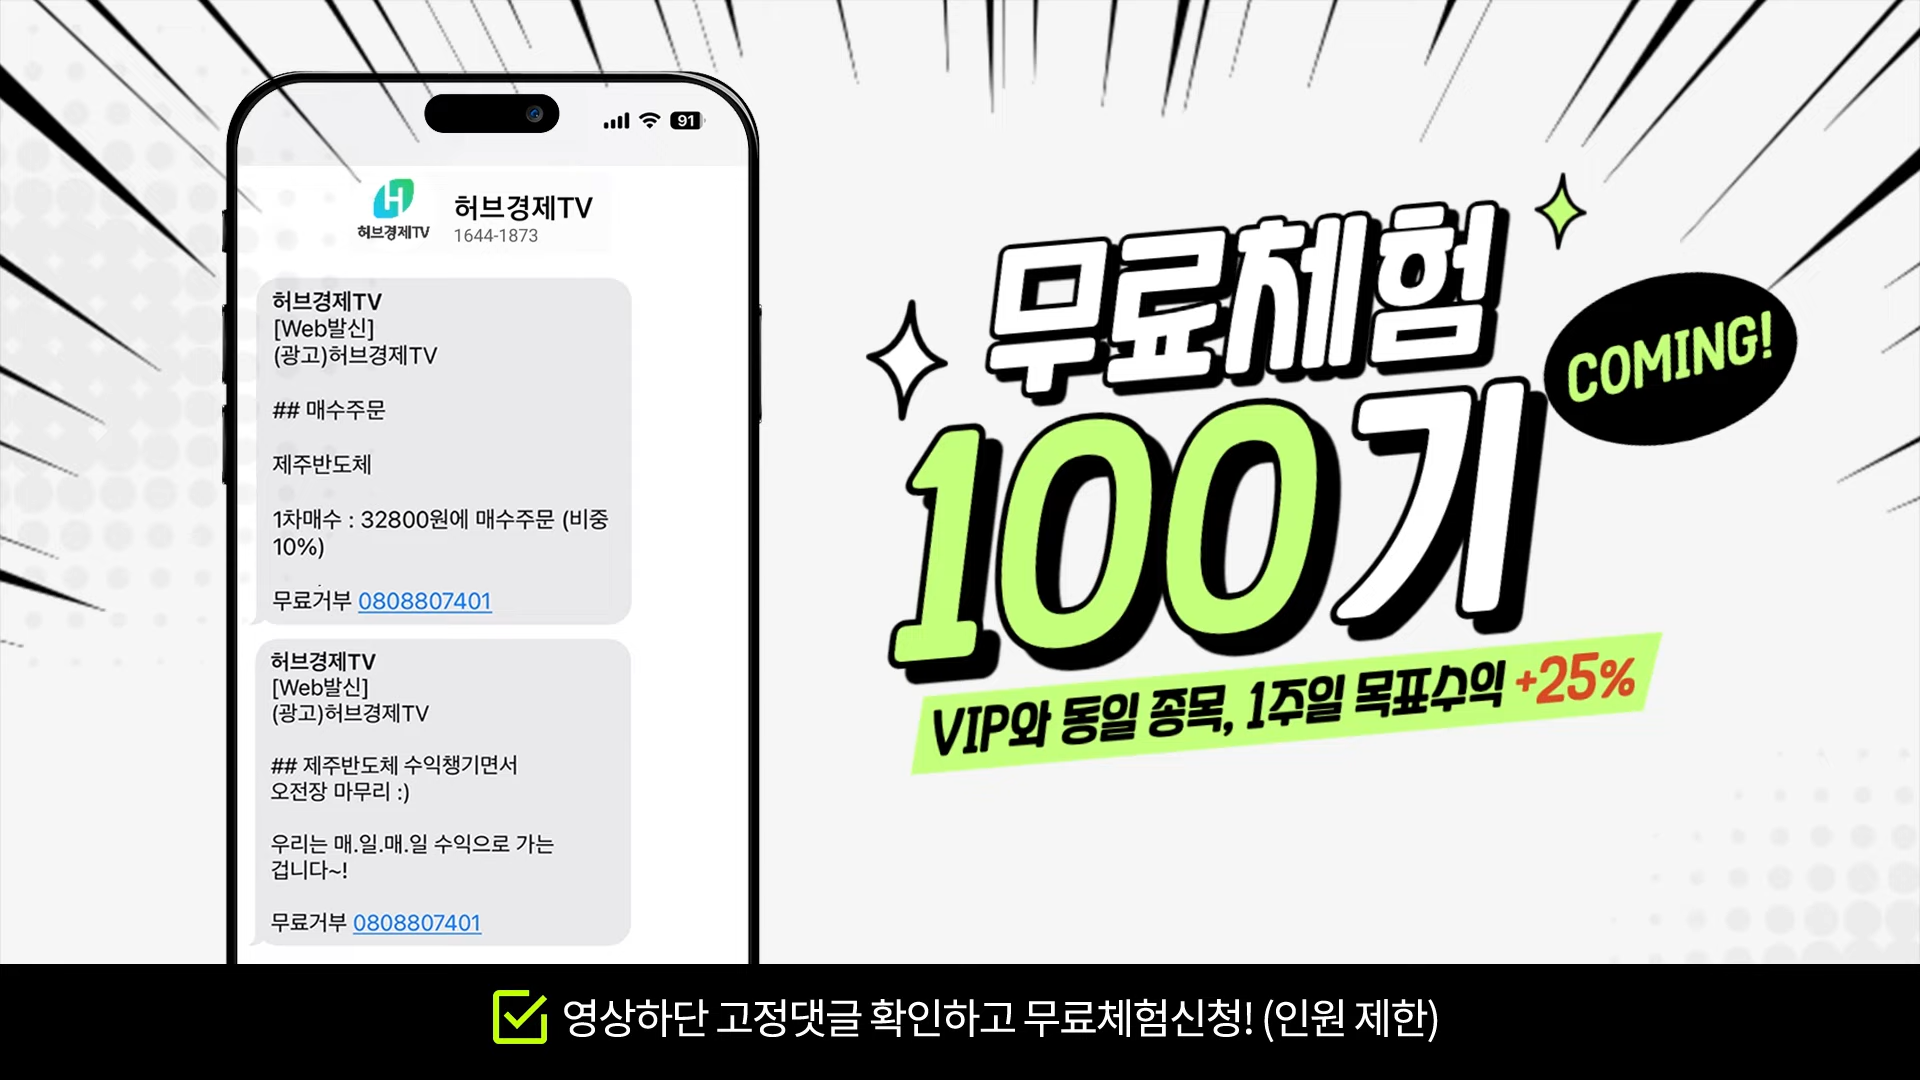 91
허브경제TV
허브경제TV
1644-1873
허브경제TV
[Web발신]
(광고)허브경제TV
## 매수주문
제주반도체
1차매수 : 32800원에 매수주문 (비중
10%)
무료거부 0808807401
허브경제TV
[Web발신]
(광고)허브경제TV
## 제주반도체 수익챙기면서
오전장 마무리 :)
우리는 매.일.매.일 수익으로 가는
겁니다~!
무료거부 0808807401
무료체험
100기
COMING!
VIP와 동일 종목, 1주일 목표수익 +25%
영상하단 고정댓글 확인하고 무료체험신청! (인원 제한)